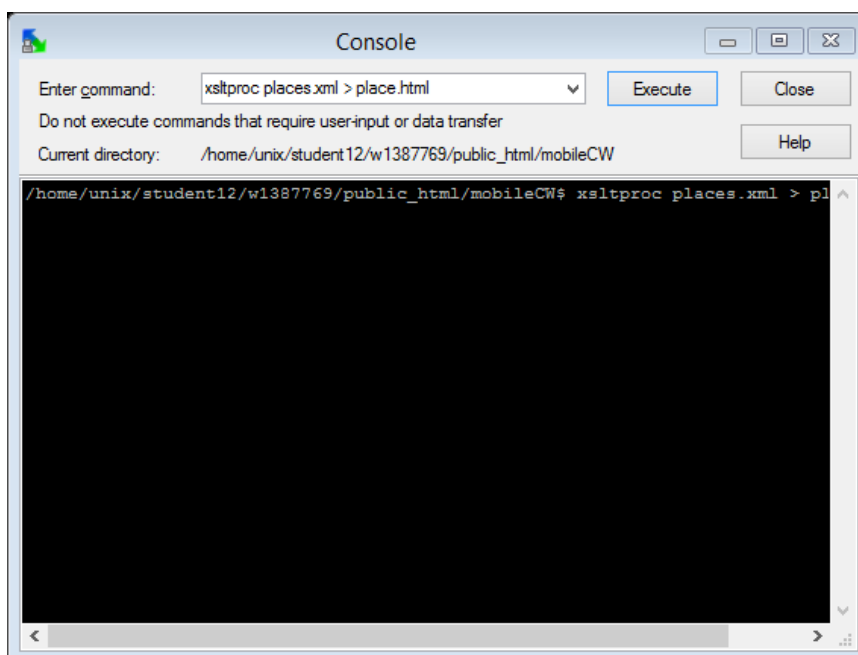 Console
Enter command: xsltproc places.xml > place.html Execute Close
Do not execute commands that require user-input or data transfer
Help
Current directory: /home/unix/student12/w1387769/public_html/mobileCW
/home/unix/student12/w1387769/public_html/mobileCW$ xsltproc places.xml > pl